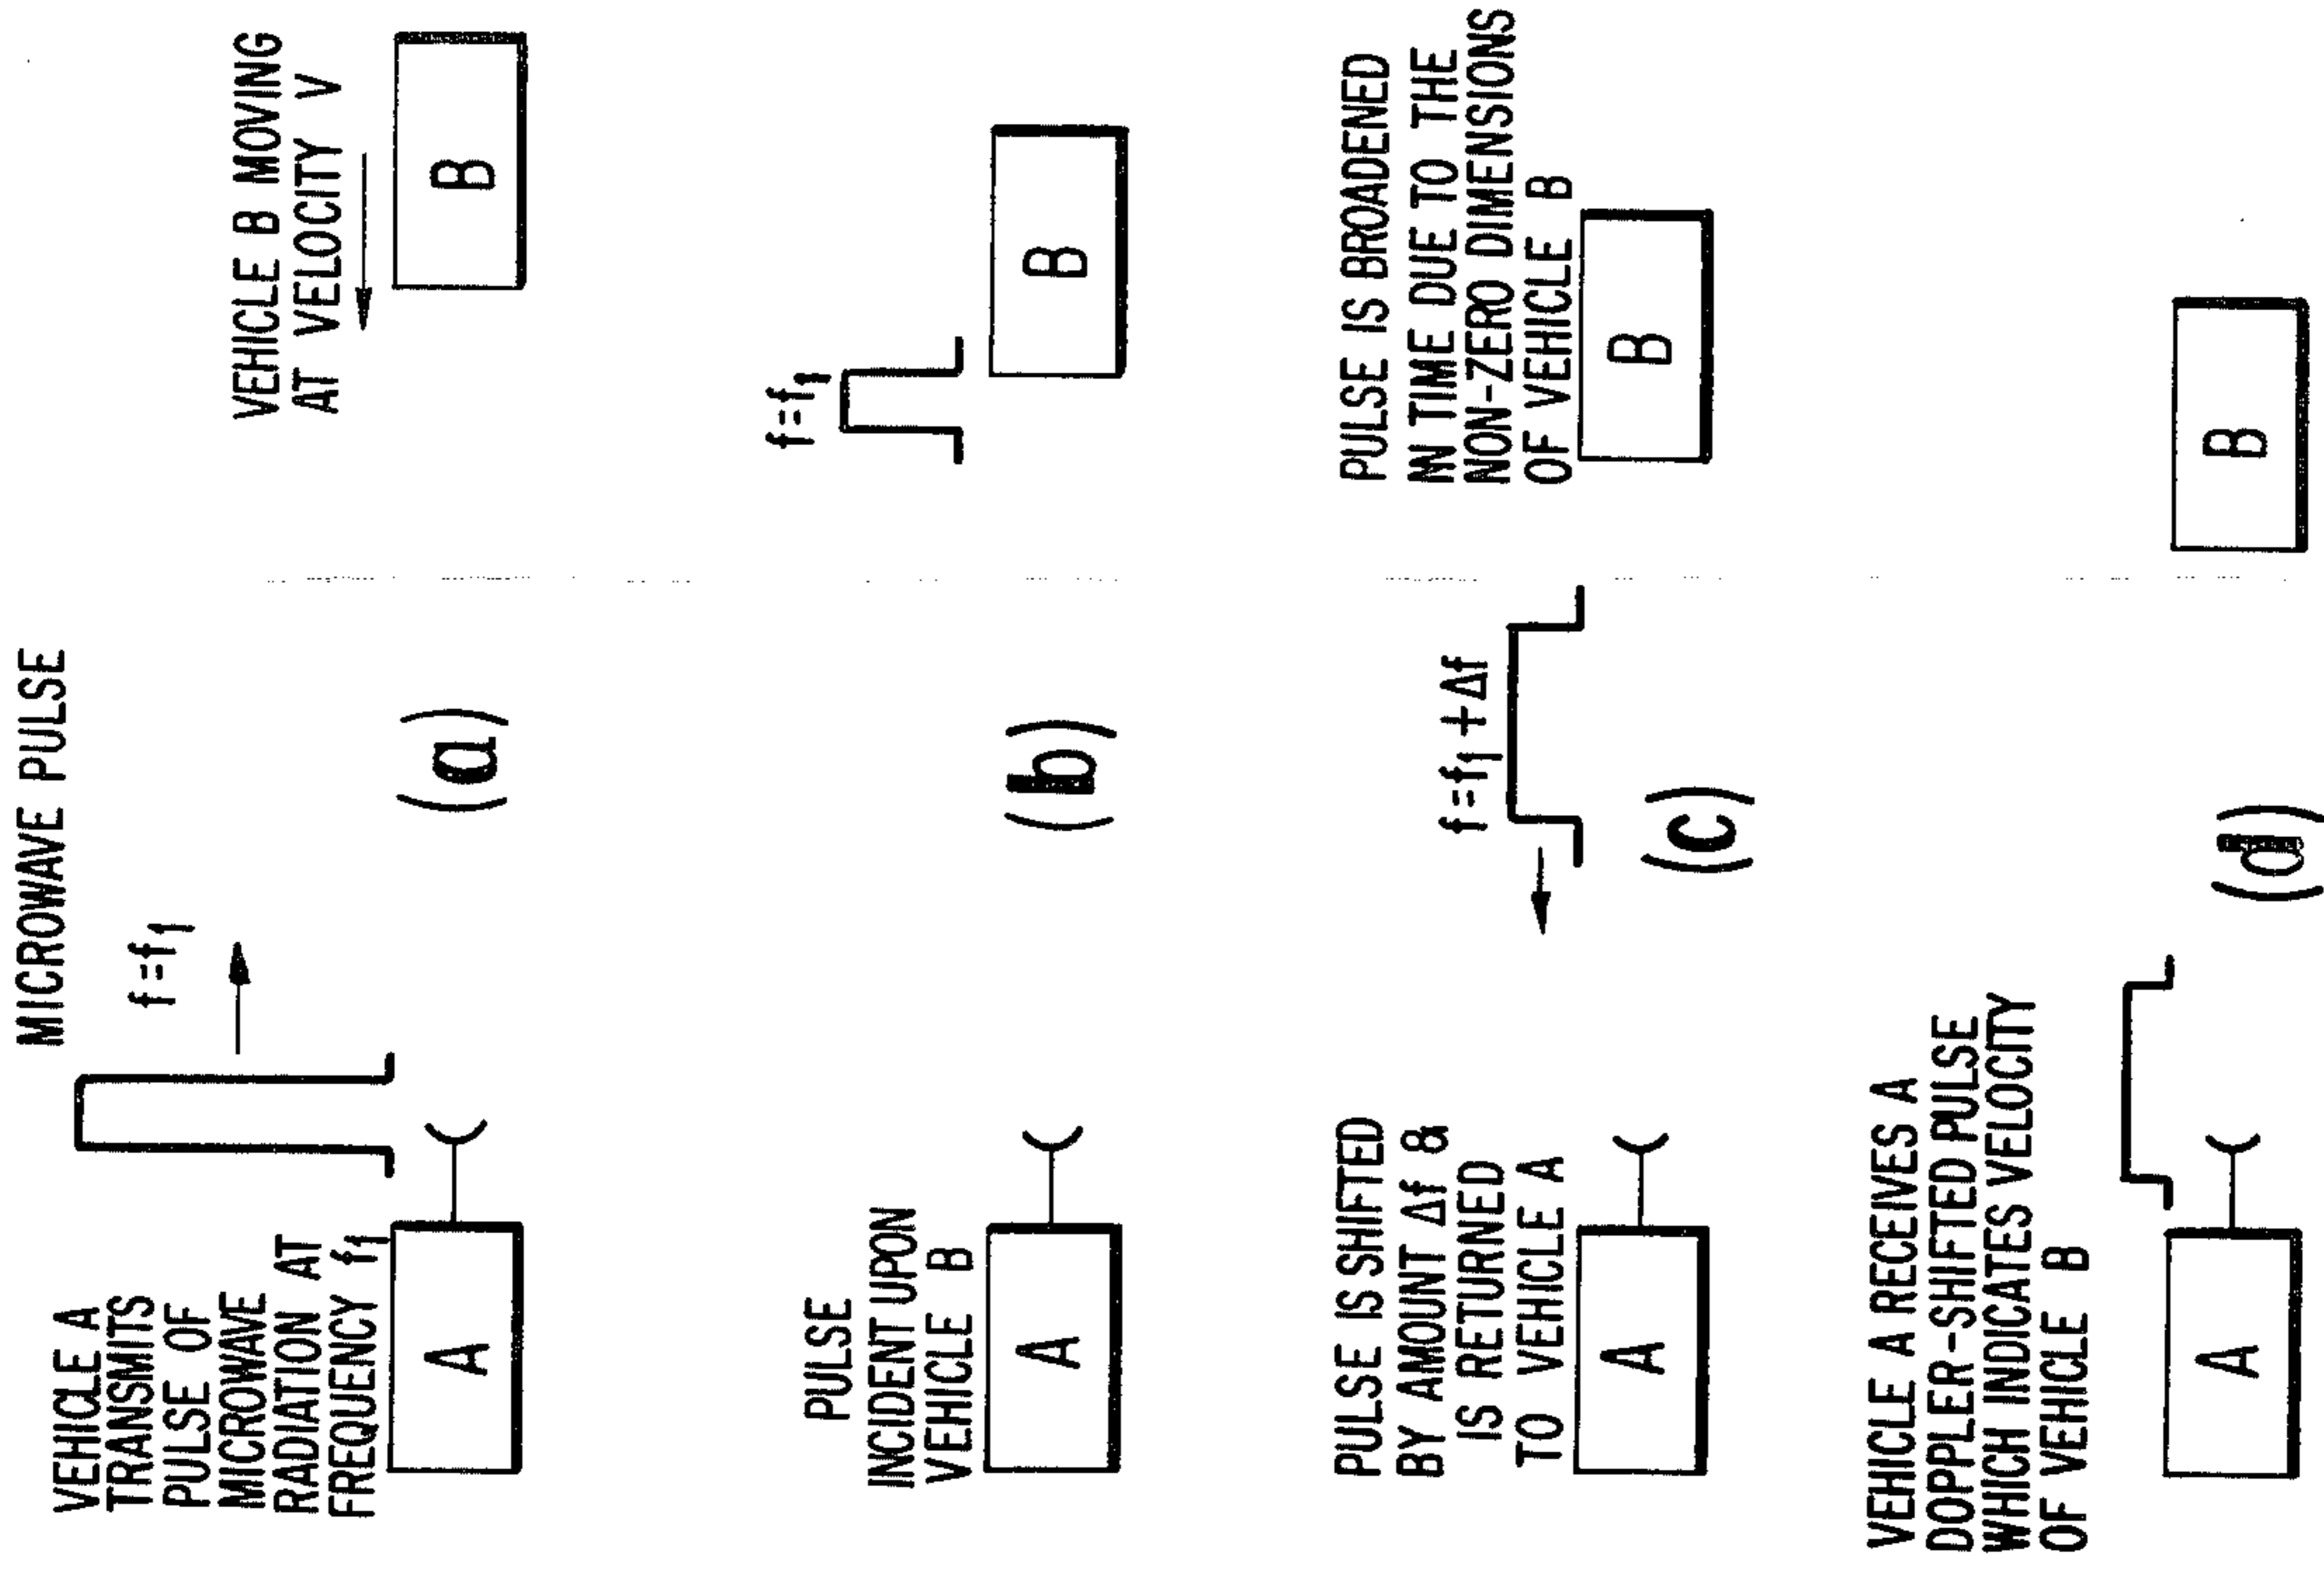 MICROWAVE PULSE
VEHICLE A
TRANSMITS
PULSE OF
MICROWAVE
RADIATION AT
FREQUENCY f1
f=f1
VEHICLE B MOVING
AT VELOCITY V
A
B
(a)
PULSE
INCIDENT UPON
VEHICLE B
f=f1
A
B
(b)
PULSE IS SHIFTED
BY AMOUNT Δf &
IS RETURNED
TO VEHICLE A
f=f1+Δf
PULSE IS BROADENED
IN TIME DUE TO THE
NON-ZERO DIMENSIONS
OF VEHICLE B
A
B
(c)
VEHICLE A RECEIVES A
DOPPLER-SHIFTED PULSE
WHICH INDICATES VELOCITY
OF VEHICLE B
A
B
(d)